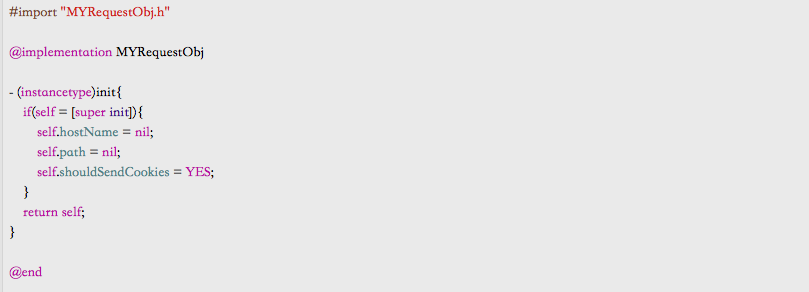 #import "MYRequestObj.h"
@implementation MYRequestObj
- (instancetype)init{
if(self = [super init]){
self.hostName = nil;
self.path = nil;
self.shouldSendCookies = YES;
}
return self;
}
@end